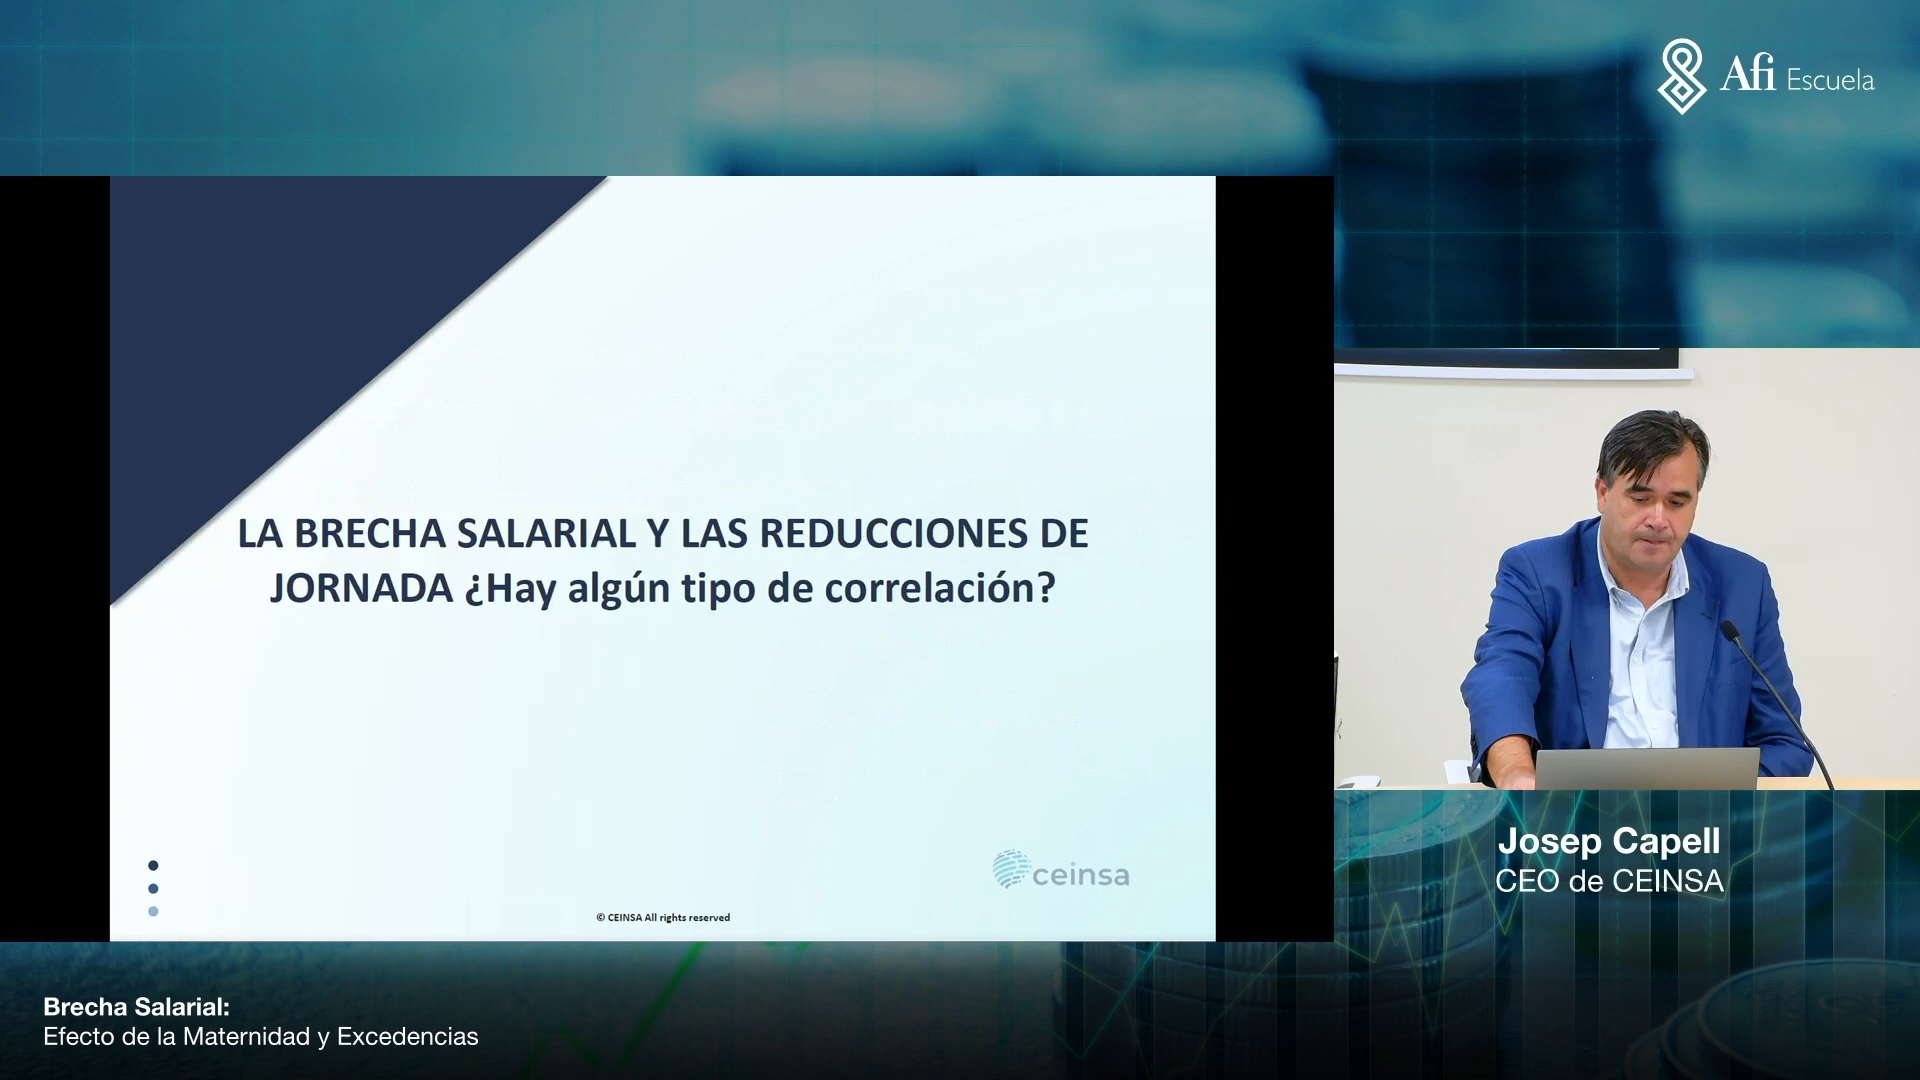 Afi Escuela
LA BRECHA SALARIAL Y LAS REDUCCIONES DE
JORNADA ¿Hay algún tipo de correlación?
ceinsa
© CEINSA All rights reserved
Josep Capell
CEO de CEINSA
Brecha Salarial:
Efecto de la Maternidad y Excedencias